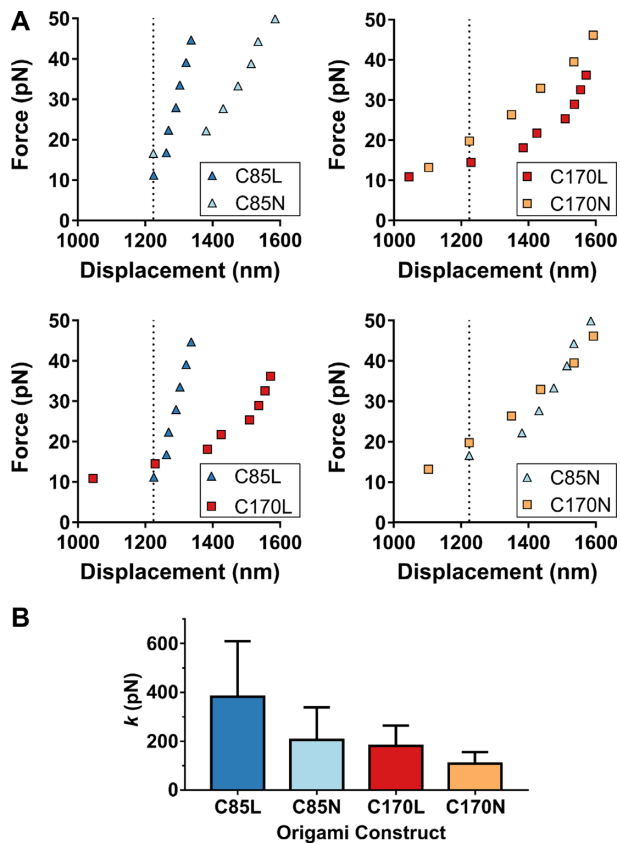 A
Force (pN)
50
40
30
20
10
0
1000 1200 1400 1600
Displacement (nm)
C85L
C85N
Force (pN)
50
40
30
20
10
0
1000 1200 1400 1600
Displacement (nm)
C170L
C170N
Force (pN)
50
40
30
20
10
0
1000 1200 1400 1600
Displacement (nm)
C85L
C170L
Force (pN)
50
40
30
20
10
0
1000 1200 1400 1600
Displacement (nm)
C85N
C170N
B
k (pN)
600
400
200
0
C85L C85N C170L C170N
Origami Construct